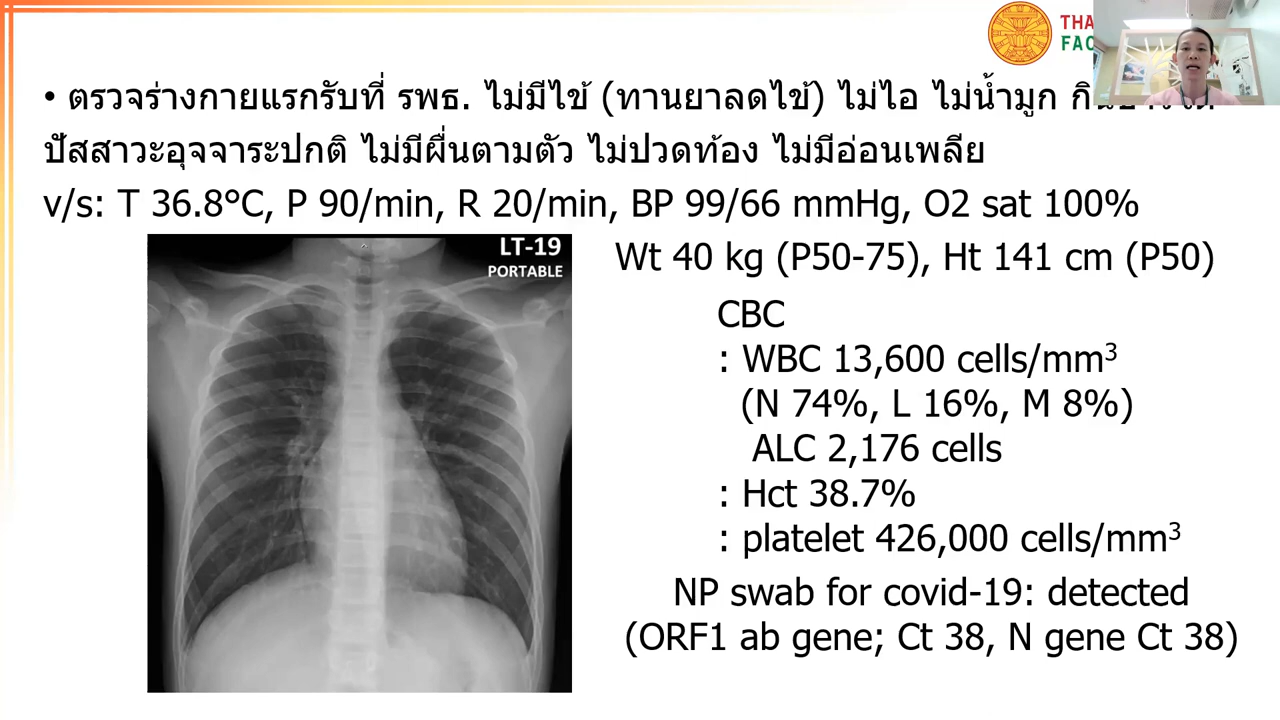 THA
FAC
• ตรวจร่างกายแรกรับที่ รพธ. ไม่มีไข้ (ทานยาลดไข้) ไม่ไอ ไม่น้ำมูก
ปัสสาวะอุจจาระปกติ ไม่มีผื่นตามตัว ไม่ปวดท้อง ไม่มีอ่อนเพลีย
v/s: T 36.8°C, P 90/min, R 20/min, BP 99/66 mmHg, O2 sat 100%
LT-19
PORTABLE
Wt 40 kg (P50-75), Ht 141 cm (P50)
CBC
: WBC 13,600 cells/mm³
(N 74%, L 16%, M 8%)
ALC 2,176 cells
: Hct 38.7%
: platelet 426,000 cells/mm³
NP swab for covid-19: detected
(ORF1 ab gene; Ct 38, N gene Ct 38)